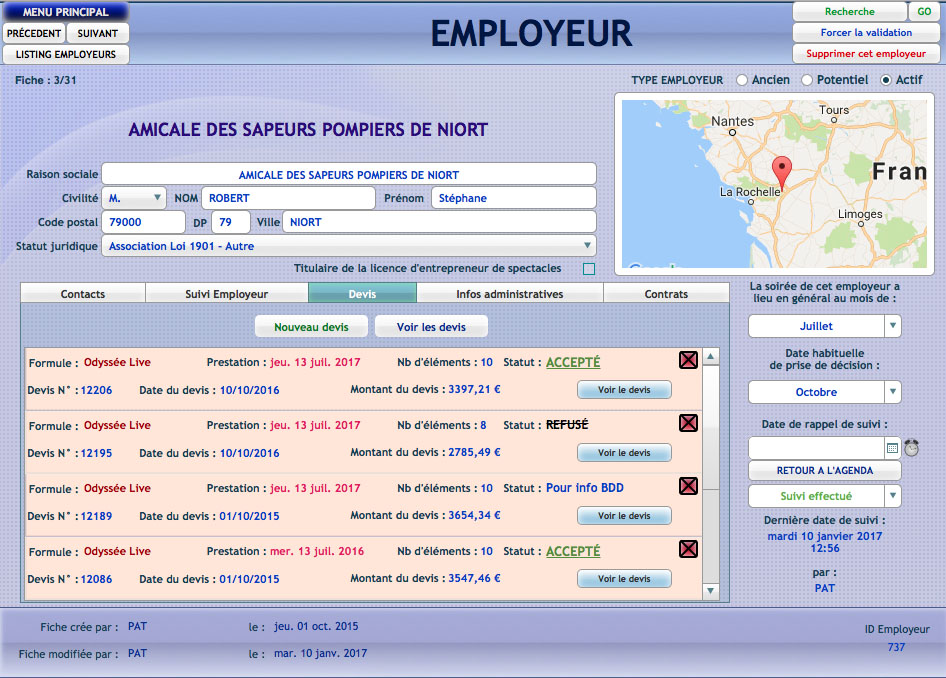 MENU PRINCIPAL
PRÉCEDENT SUIVANT
LISTING EMPLOYEURS
EMPLOYEUR
Recherche GO
Forcer la validation
Supprimer cet employeur
Fiche : 3/31
TYPE EMPLOYEUR Ancien Potentiel Actif
AMICALE DES SAPEURS POMPIERS DE NIORT
Raison sociale AMICALE DES SAPEURS POMPIERS DE NIORT
Civilité M. NOM ROBERT Prénom Stéphane
Code postal 79000 DP 79 Ville NIORT
Statut juridique Association Loi 1901 - Autre
Titulaire de la licence d'entrepreneur de spectacles
Tours
Nantes
Fran
La Rochelle
Limoges
Contacts Suivi Employeur Devis Infos administratives Contrats
Nouveau devis Voir les devis
Formule : Odyssée Live Prestation : jeu. 13 juil. 2017 Nb d'éléments : 10 Statut : ACCEPTÉ
Devis N° : 12206 Date du devis : 10/10/2016 Montant du devis : 3397,21 € Voir le devis
Formule : Odyssée Live Prestation : jeu. 13 juil. 2017 Nb d'éléments : 8 Statut : REFUSÉ
Devis N° : 12195 Date du devis : 10/10/2016 Montant du devis : 2785,49 € Voir le devis
Formule : Odyssée Live Prestation : jeu. 13 juil. 2017 Nb d'éléments : 10 Statut : Pour info BDD
Devis N° : 12189 Date du devis : 01/10/2015 Montant du devis : 3654,34 € Voir le devis
Formule : Odyssée Live Prestation : mer. 13 juil. 2016 Nb d'éléments : 10 Statut : ACCEPTÉ
Devis N° : 12086 Date du devis : 01/10/2015 Montant du devis : 3547,46 € Voir le devis
La soirée de cet employeur a
lieu en général au mois de :
Juillet
Date habituelle
de prise de décision :
Octobre
Date de rappel de suivi :
RETOUR A L'AGENDA
Suivi effectué
Dernière date de suivi :
mardi 10 janvier 2017
12:56
par :
PAT
Fiche crée par : PAT le : jeu. 01 oct. 2015
Fiche modifiée par : PAT le : mar. 10 janv. 2017
ID Employeur
737